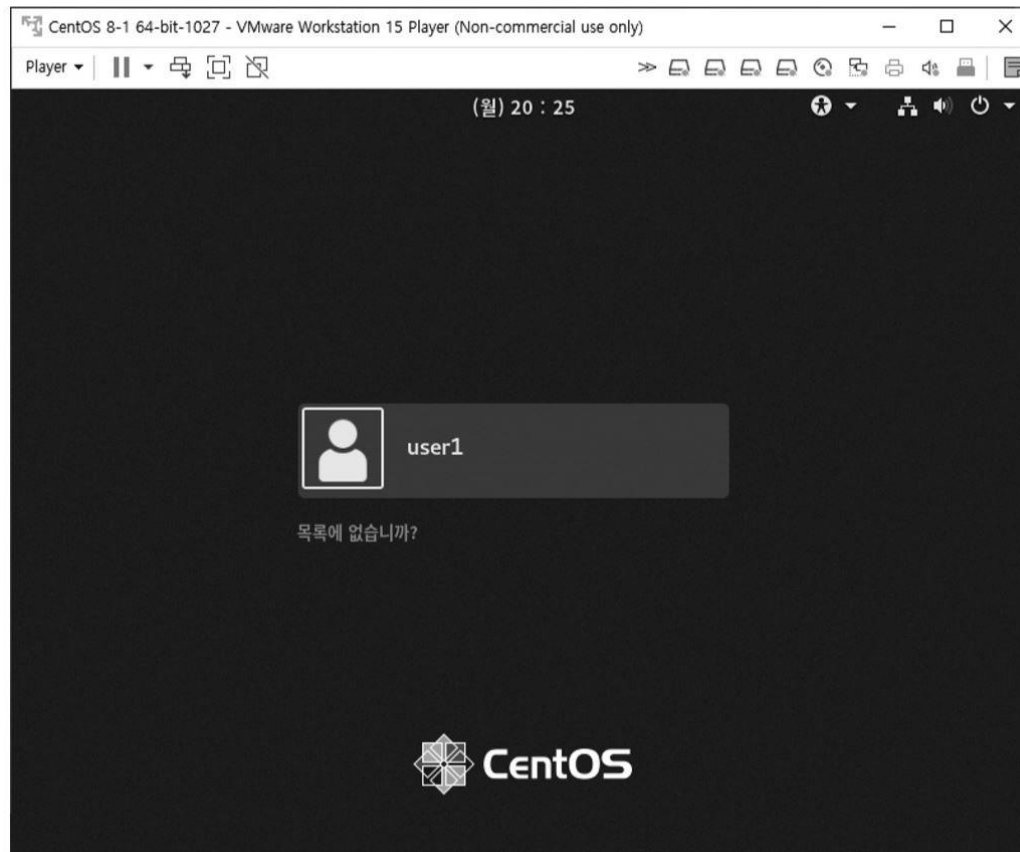 CentOS 8-1 64-bit-1027 - VMware Workstation 15 Player (Non-commercial use only)
Player
(월) 20 : 25
user1
목록에 없습니까?
CentOS